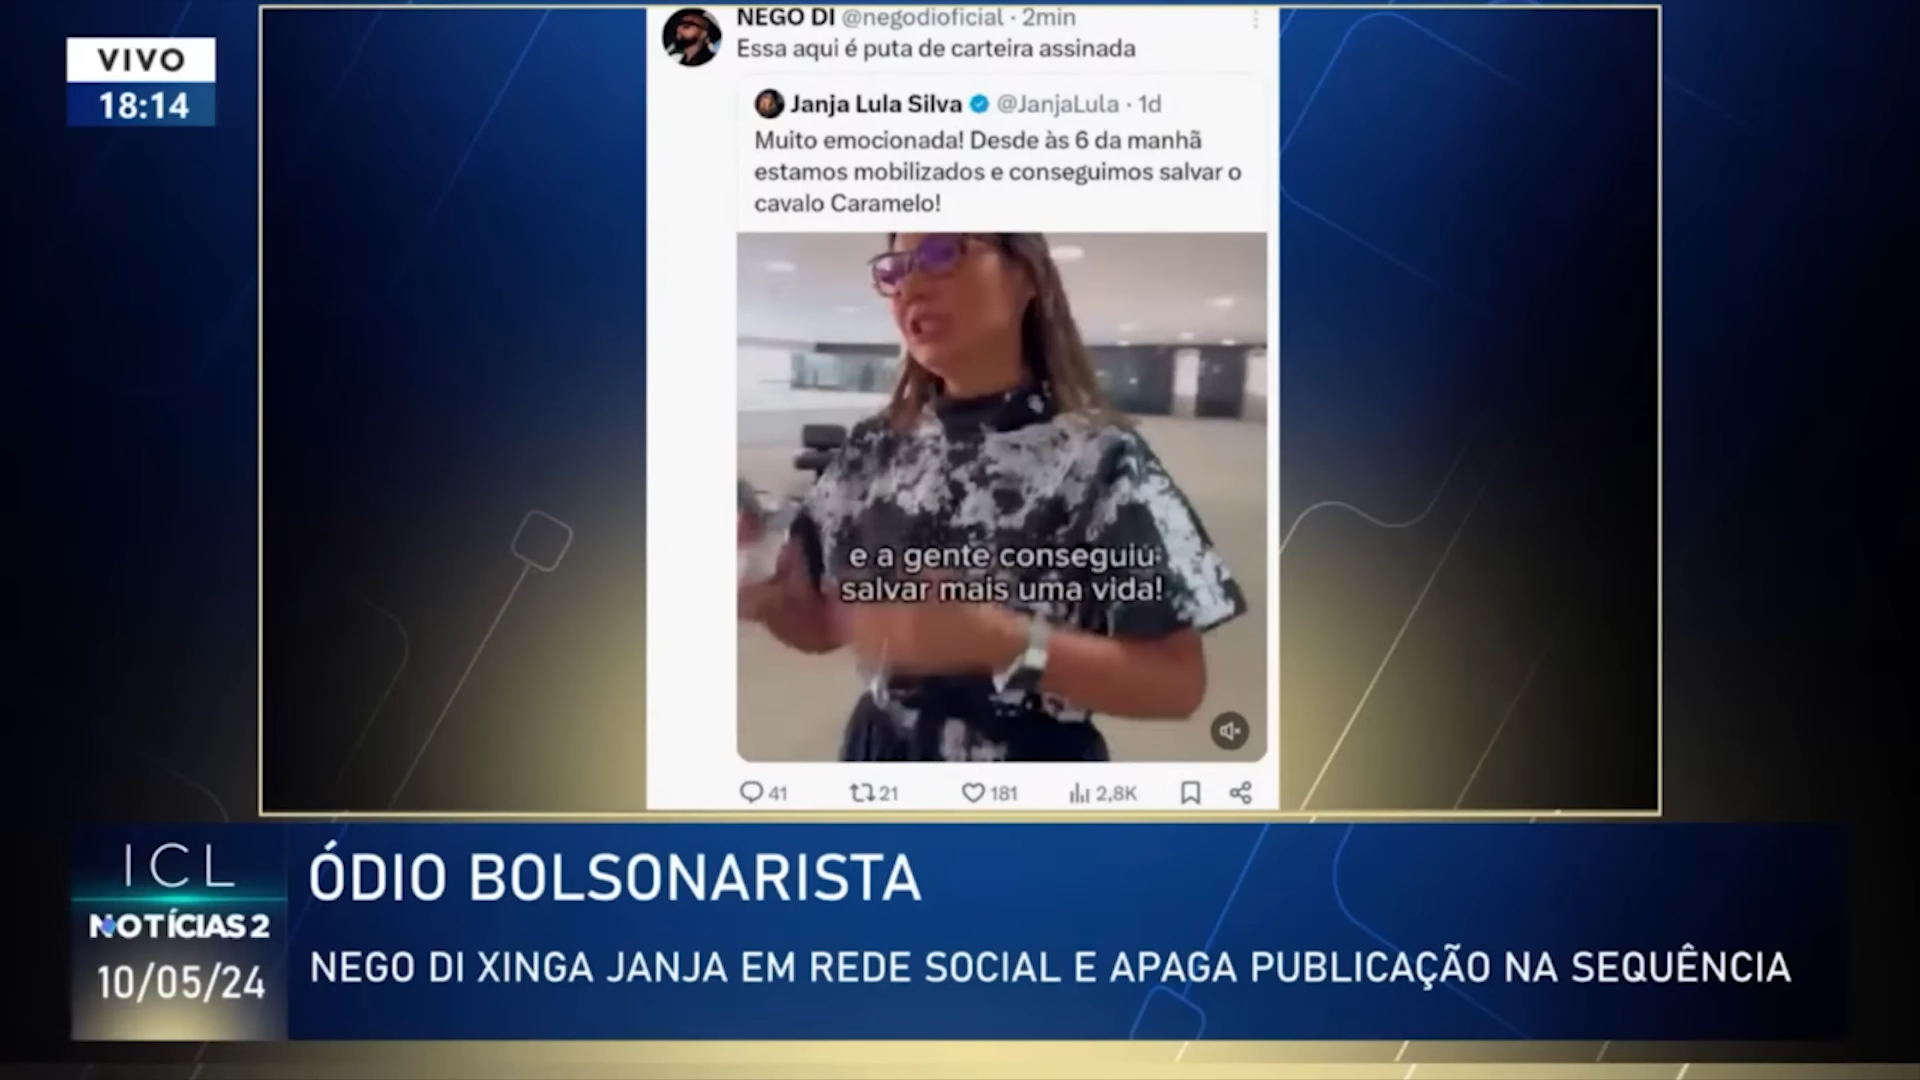 VIVO
18:14
NEGO DI @negodioficial · 2min
Essa aqui é puta de carteira assinada
Janja Lula Silva @JanjaLula · 1d
Muito emocionada! Desde às 6 da manhã
estamos mobilizados e conseguimos salvar o
cavalo Caramelo!
e a gente conseguiu
salvar mais uma vida!
41 21 181 2,8K
ICL
NOTÍCIAS 2
10/05/24
ÓDIO BOLSONARISTA
NEGO DI XINGA JANJA EM REDE SOCIAL E APAGA PUBLICAÇÃO NA SEQUÊNCIA